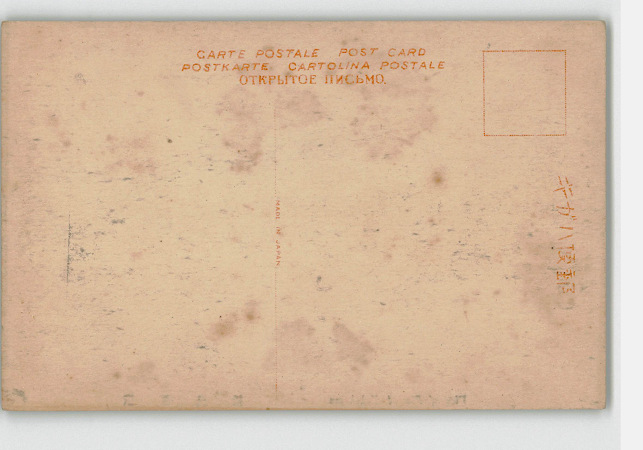 CARTE POSTALE POST CARD
POSTKARTE CARTOLINA POSTALE
ОТКРЫТОЕ ПИСЬМО.
MADE IN JAPAN